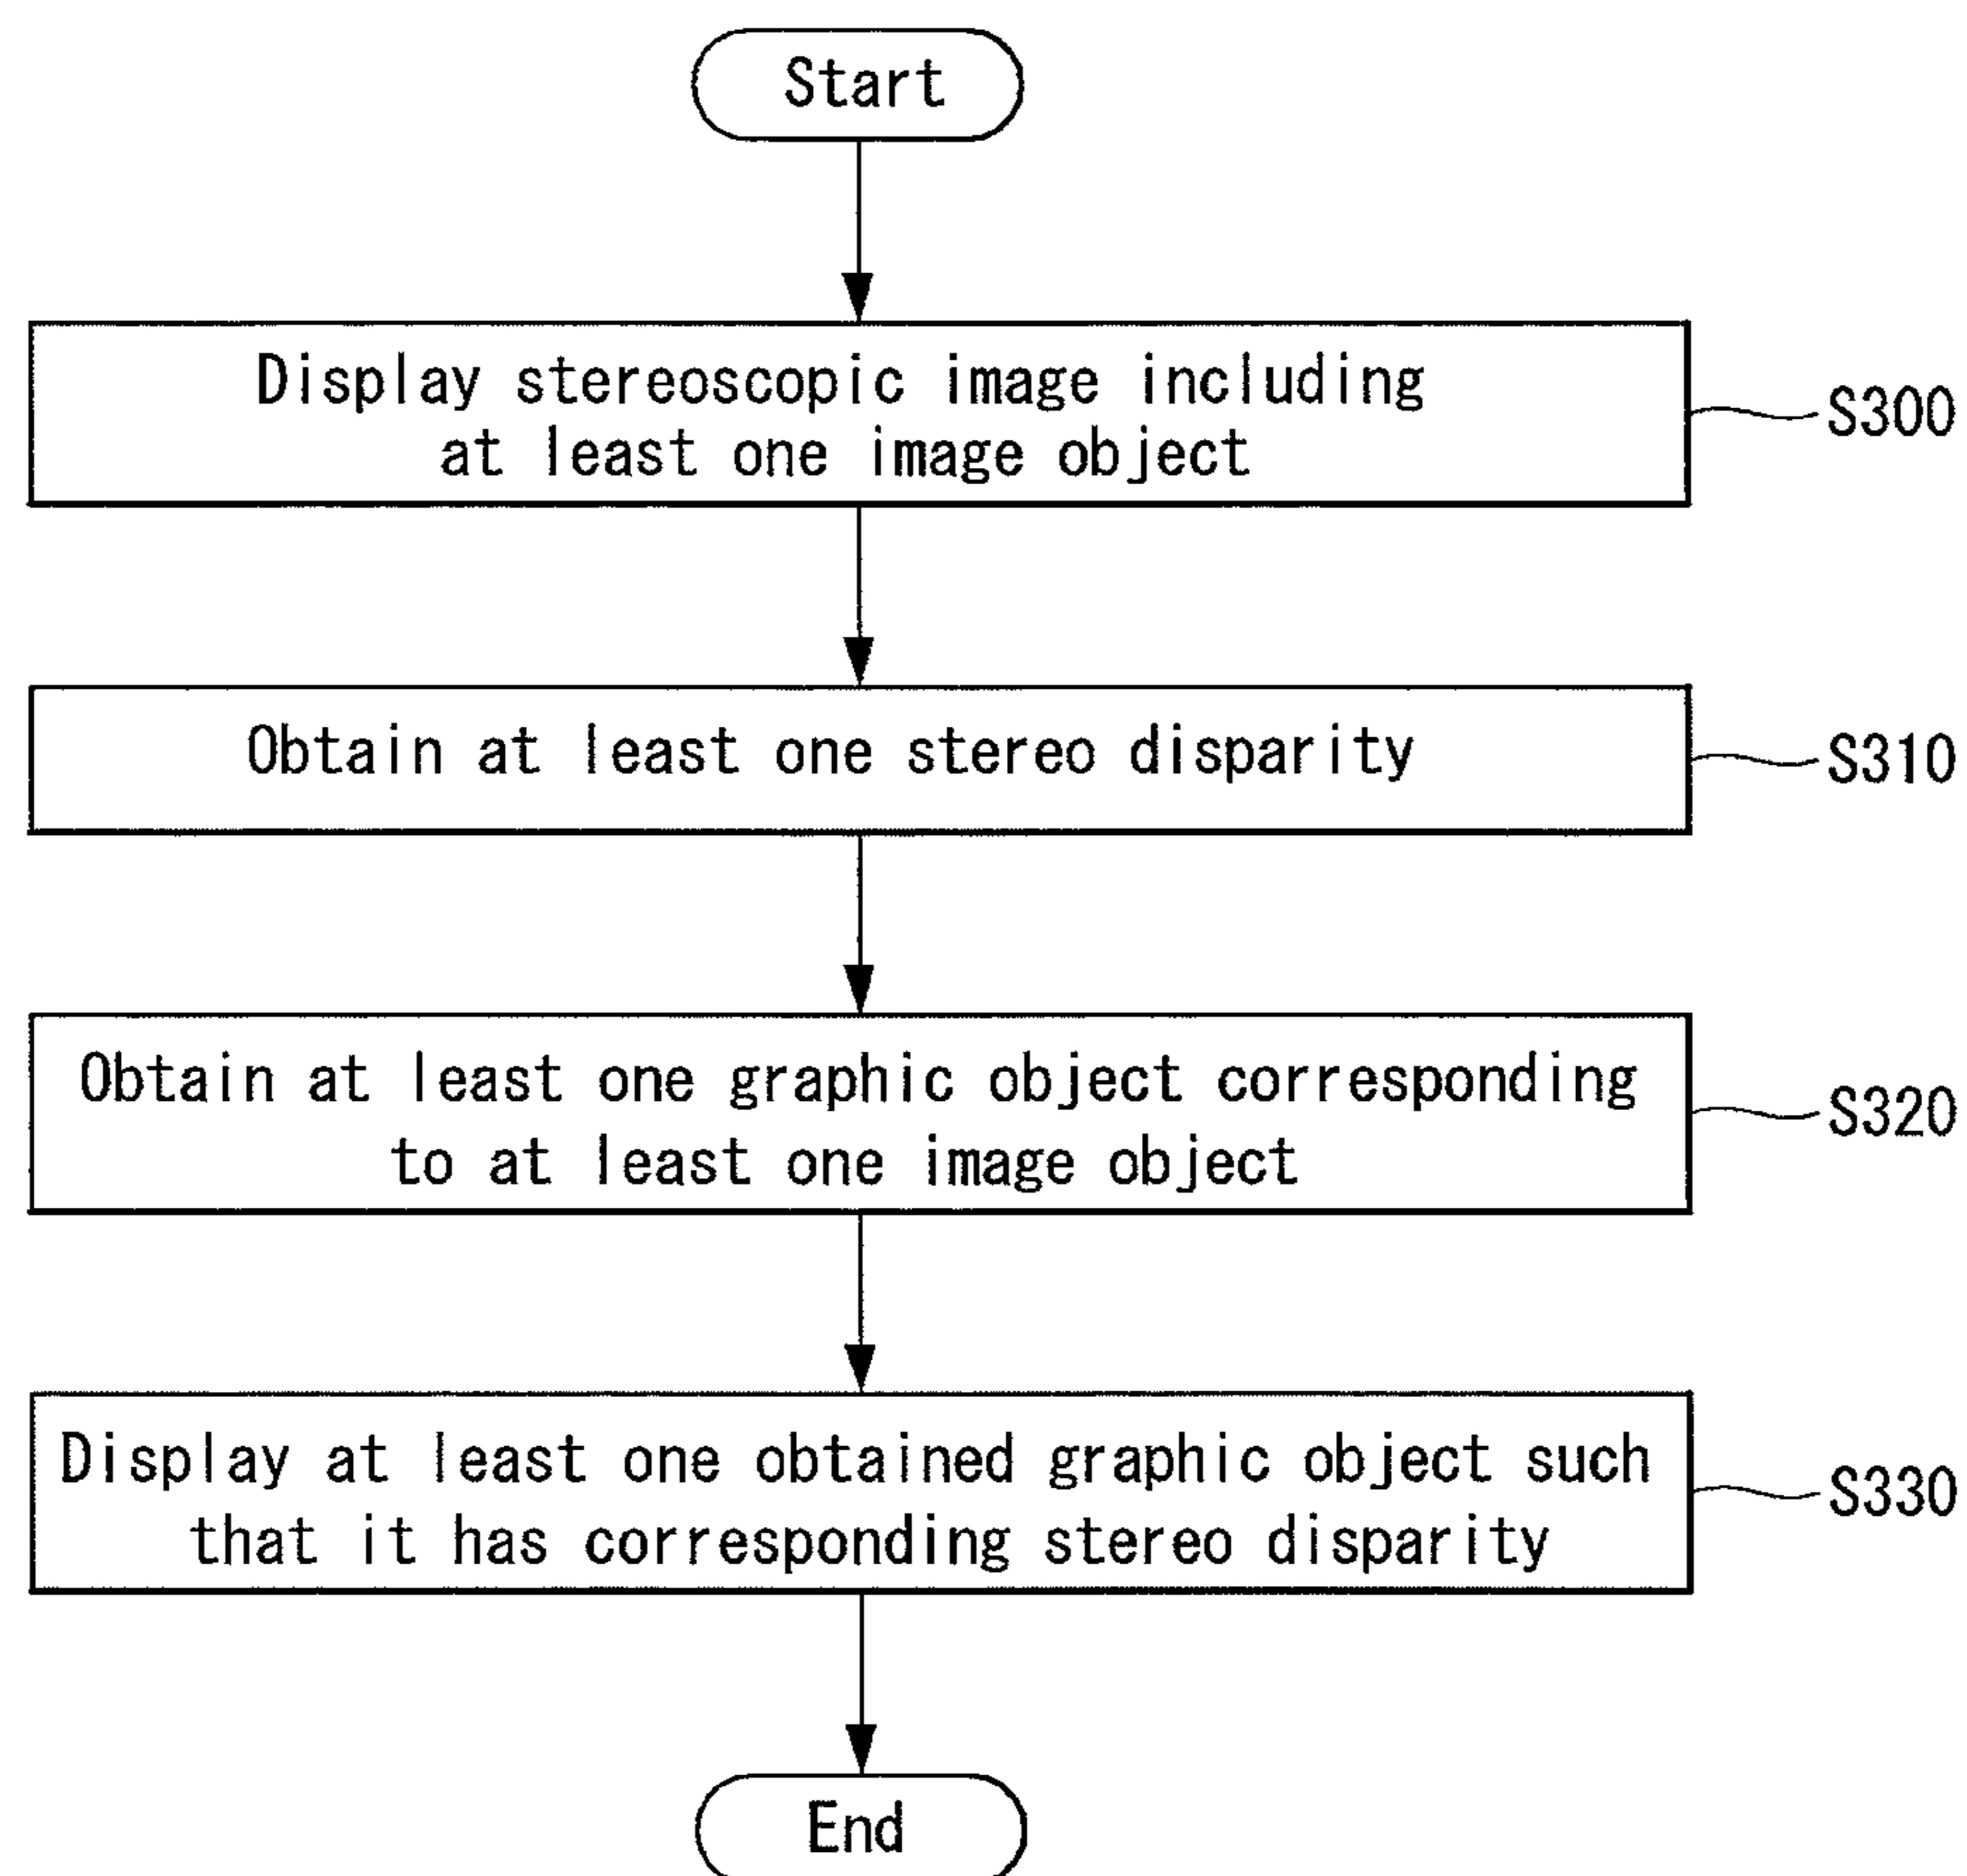 Start
Display stereoscopic image including
at least one image object
S300
Obtain at least one stereo disparity
S310
Obtain at least one graphic object corresponding
to at least one image object
S320
Display at least one obtained graphic object such
that it has corresponding stereo disparity
S330
End